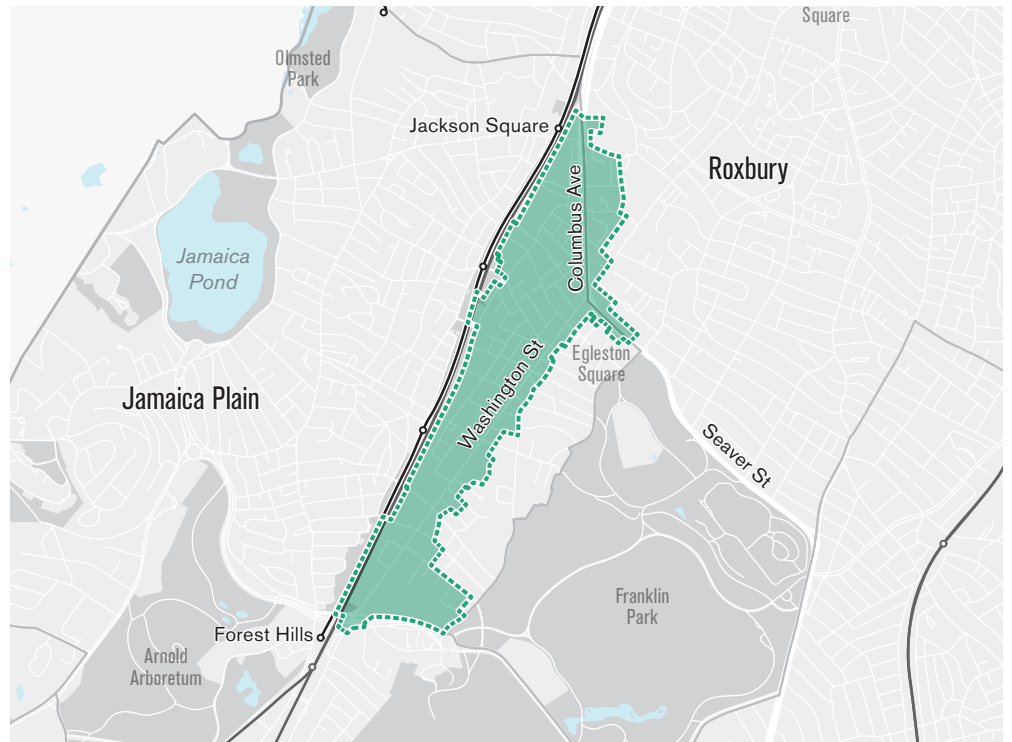 Square
Olmsted
Park
Jackson Square
Roxbury
Columbus Ave
Jamaica
Pond
Egleston
Square
Washington St
Jamaica Plain
Seaver St
Franklin
Park
Forest Hills
Arnold
Arboretum